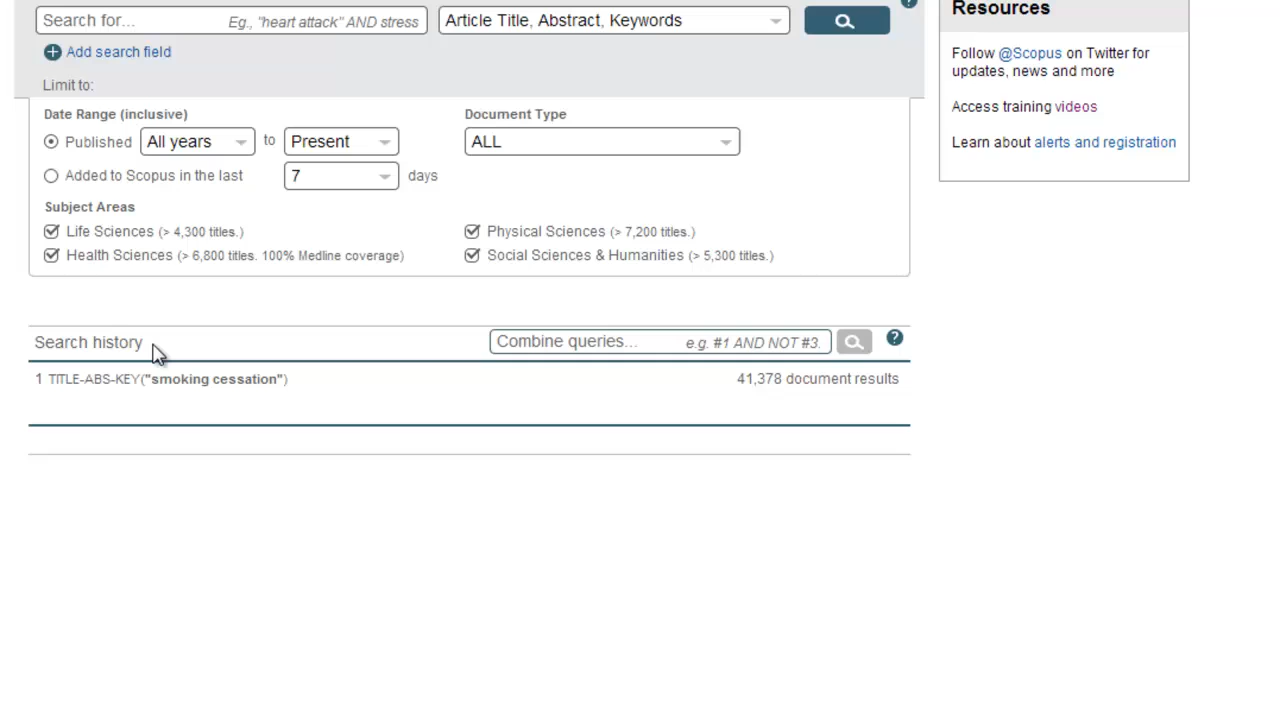 Search for... Eg., "heart attack" AND stress
Article Title, Abstract, Keywords
?
Add search field
Limit to:
Date Range (inclusive)
Document Type
Published All years to Present
ALL
Added to Scopus in the last 7 days
Subject Areas
Life Sciences (> 4,300 titles.)
Physical Sciences (> 7,200 titles.)
Health Sciences (> 6,800 titles. 100% Medline coverage)
Social Sciences & Humanities (> 5,300 titles.)
Search history
Combine queries... e.g. #1 AND NOT #3.
?
1 TITLE-ABS-KEY("smoking cessation")
41,378 document results
Resources
Follow @Scopus on Twitter for
updates, news and more
Access training videos
Learn about alerts and registration